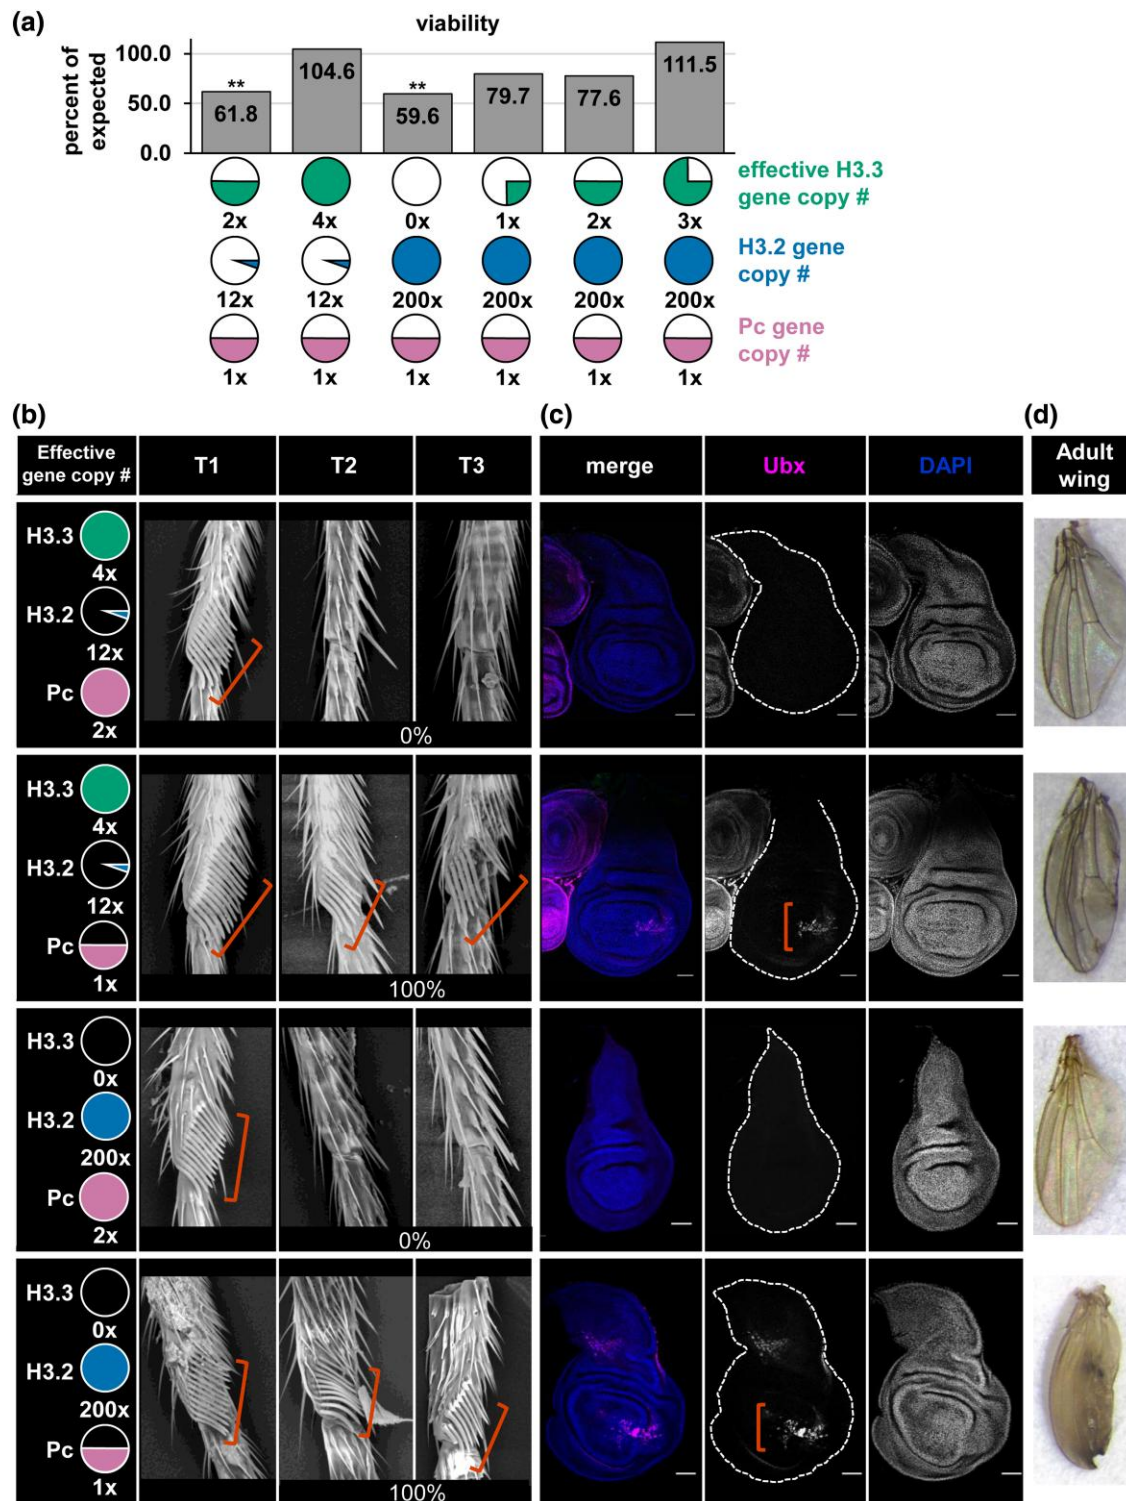 (a)
viability
percent of
expected
100.0
50.0
0.0
**
61.8
104.6
**
59.6
79.7
77.6
111.5
effective H3.3
gene copy #
2x 4x 0x 1x 2x 3x
H3.2 gene
copy #
12x 12x 200x 200x 200x 200x
Pc gene
copy #
1x 1x 1x 1x 1x 1x
(b) (c) (d)
Effective
gene copy #
T1 T2 T3 merge Ubx DAPI
Adult
wing
H3.3
4x
H3.2
12x
Pc
2x
0%
H3.3
4x
H3.2
12x
Pc
1x
100%
H3.3
0x
H3.2
200x
Pc
2x
0%
H3.3
0x
H3.2
200x
Pc
1x
100%